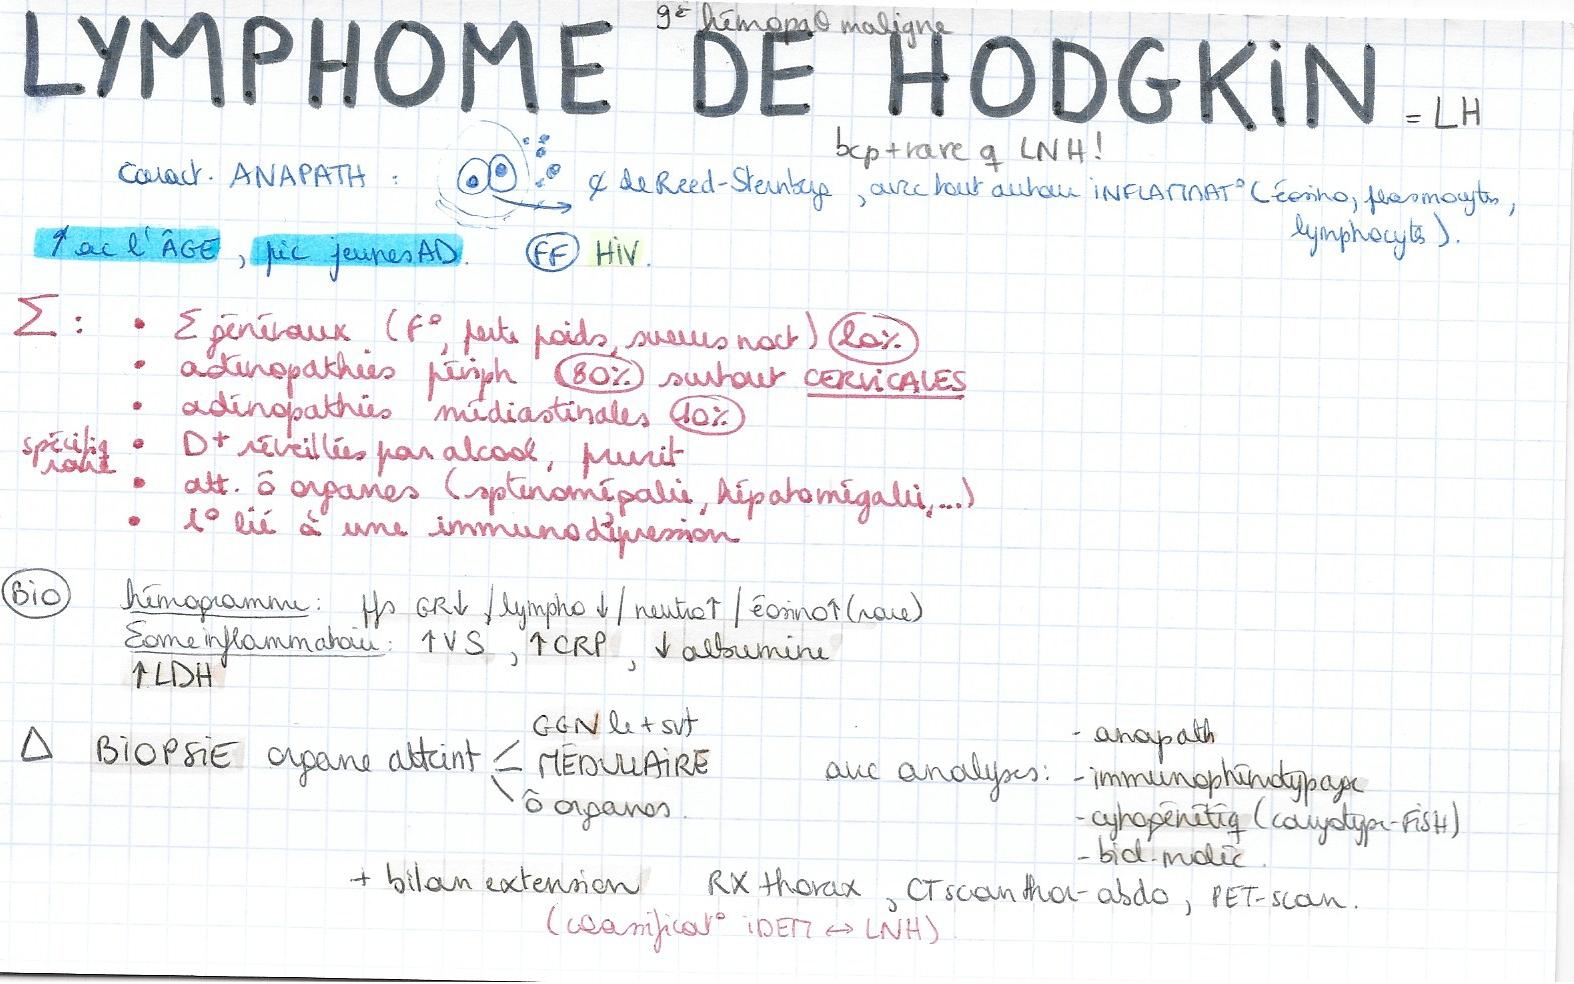 9e hémopθ maligne
LYMPHOME DE HODGKiN = LH
bcp + rare q LNH!
Caract. ANAPATH : ¢ de Reed-Sternberg, avec tout autour iNFLAMMAT° (éosino, plasmocytes,
lymphocytes).
↑ ac l'ÂGE, pic jeunes AD. FF HiV.
Σ : • Σ généraux (F°, perte poids, sueurs noct) 20%
• adénopathies périph 80% surtout CERVICALES
• adénopathies médiastinales 10%
spécifiq rare • D+ réveillées par alcool, prurit
• att. ô organes (splénomégalie, hépatomégalie, ...)
• i° lié à une immunodépression
Bio hémogramme: GR↓ / lympho ↓ / neutro↑ / éosino↑ (rare)
Σome inflammatoire: ↑VS, ↑CRP, ↓ albumine
↑LDH
Δ BiOPSiE organe atteint
GGN le + svt
MÉDULLAiRE
ô organes.
avec analyses:
- anapath
- immunophénotypage
- cytogénétiq (caryotype-FiSH)
- biol. moléc.
+ bilan extension RX thorax, CT scan thor-abdo, PET-scan.
(classificat° iDEM ↔ LNH)